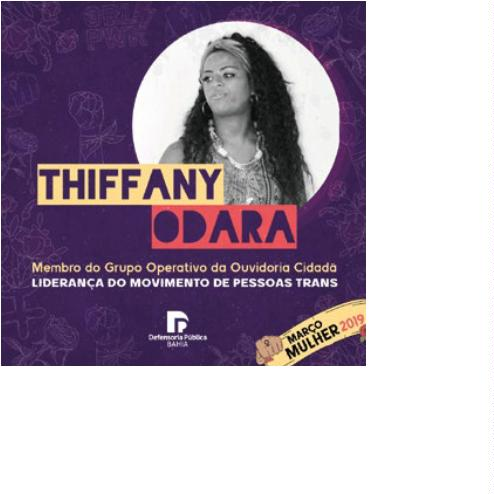 THIFFANY
ODARA
Membro do Grupo Operativo da Ouvidoria Cidadã
LIDERANÇA DO MOVIMENTO DE PESSOAS TRANS
Defensoria Pública
BAHIA
MARÇO
MULHER 2019